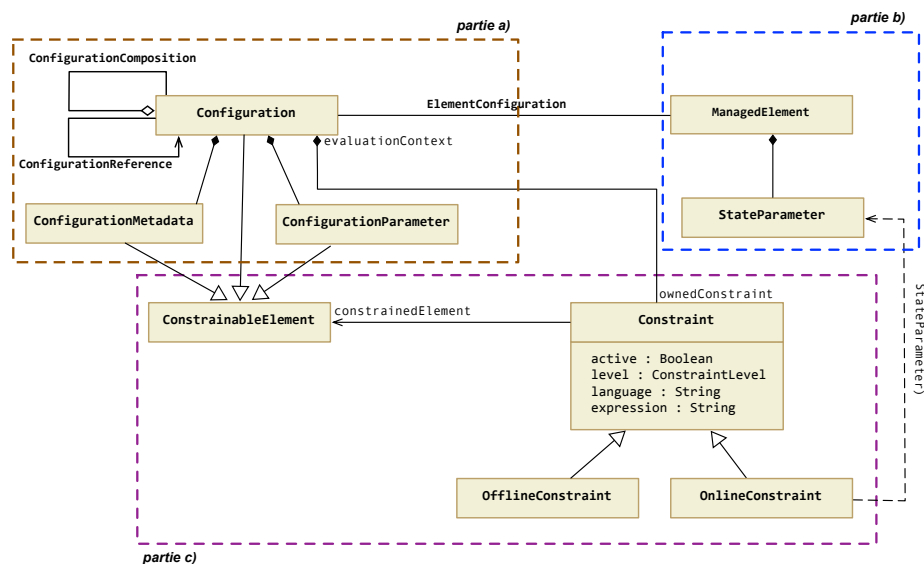 partie a)
partie b)
ConfigurationComposition
Configuration
ElementConfiguration
ManagedElement
evaluationContext
ConfigurationReference
ConfigurationMetadata
ConfigurationParameter
StateParameter
StateParameter)
ConstrainableElement
constrainedElement
ownedConstraint
Constraint
active : Boolean
level : ConstraintLevel
language : String
expression : String
OfflineConstraint
OnlineConstraint
partie c)